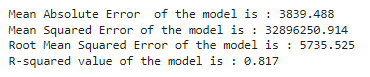 Mean Absolute Error  of the model is : 3839.488
Mean Squared Error of the model is : 32896250.914
Root Mean Squared Error of the model is : 5735.525
R-squared value of the model is : 0.817